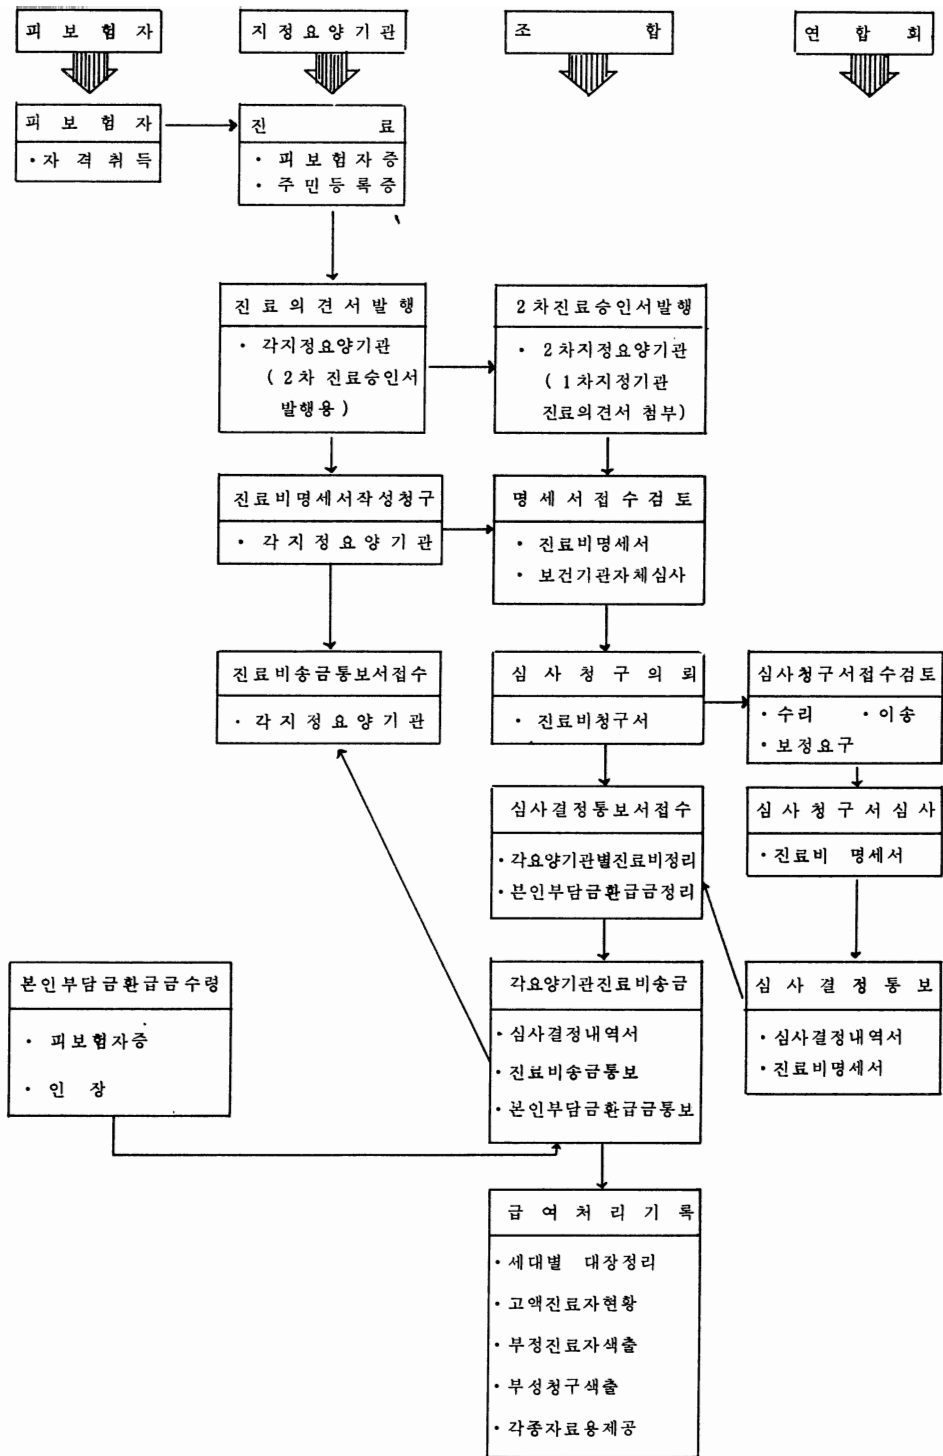 피 보 험 자
지 정 요 양 기 관
조 합
연 합 회
피 보 험 자
• 자 격 취 득
진 료
• 피 보 험 자 증
• 주 민 등 록 증
진 료 의 견 서 발 행
• 각지정요양기관
( 2차 진료승인서
발행용 )
2차진료승인서발행
• 2차지정요양기관
( 1차지정기관
진료의견서 첨부)
진료비명세서작성청구
• 각 지 정 요 양 기 관
명 세 서 접 수 검 토
• 진료비명세서
• 보건기관자체심사
진료비송금통보서접수
• 각 지 정 요 양 기 관
심 사 청 구 의 뢰
• 진료비청구서
심사청구서접수검토
• 수리 • 이송
• 보정요구
심사결정통보서접수
• 각요양기관별진료비정리
• 본인부담금환급금정리
심 사 청 구 서 심 사
• 진료비 명세서
본인부담금환급금수령
• 피보험자증
• 인 장
각요양기관진료비송금
• 심사결정내역서
• 진료비송금통보
• 본인부담금환급금통보
심 사 결 정 통 보
• 심사결정내역서
• 진료비명세서
급 여 처 리 기 록
• 세대별 대장정리
• 고액진료자현황
• 부정진료자색출
• 부성청구색출
• 각종자료용제공